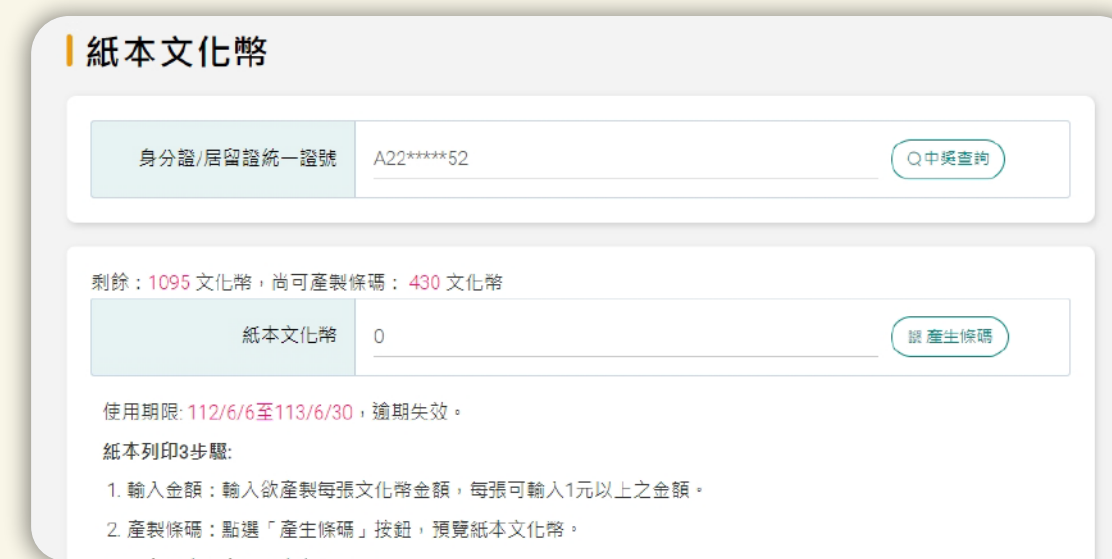 紙本文化幣
身分證/居留證統一證號 A22*****52 中獎查詢
剩餘：1095 文化幣，尚可產製條碼： 430 文化幣
紙本文化幣 0 產生條碼
使用期限: 112/6/6至113/6/30，逾期失效。
紙本列印3步驟:
1. 輸入金額：輸入欲產製每張文化幣金額，每張可輸入1元以上之金額。
2. 產製條碼：點選「產生條碼」按鈕，預覽紙本文化幣。